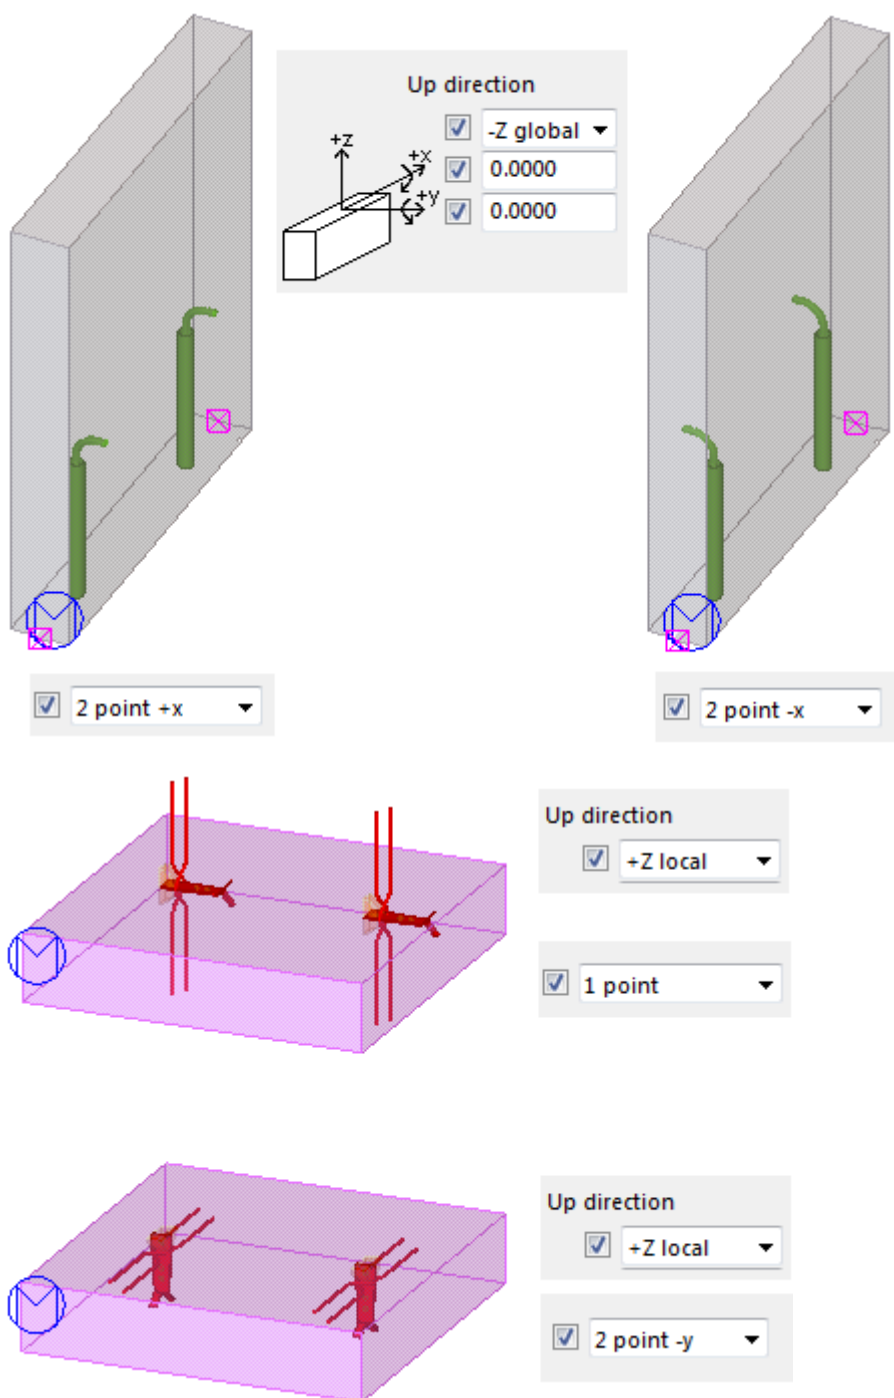 Up direction
-Z global
0.0000
0.0000
+z
+x
+y
2 point +x
2 point -x
Up direction
+Z local
1 point
Up direction
+Z local
2 point -y